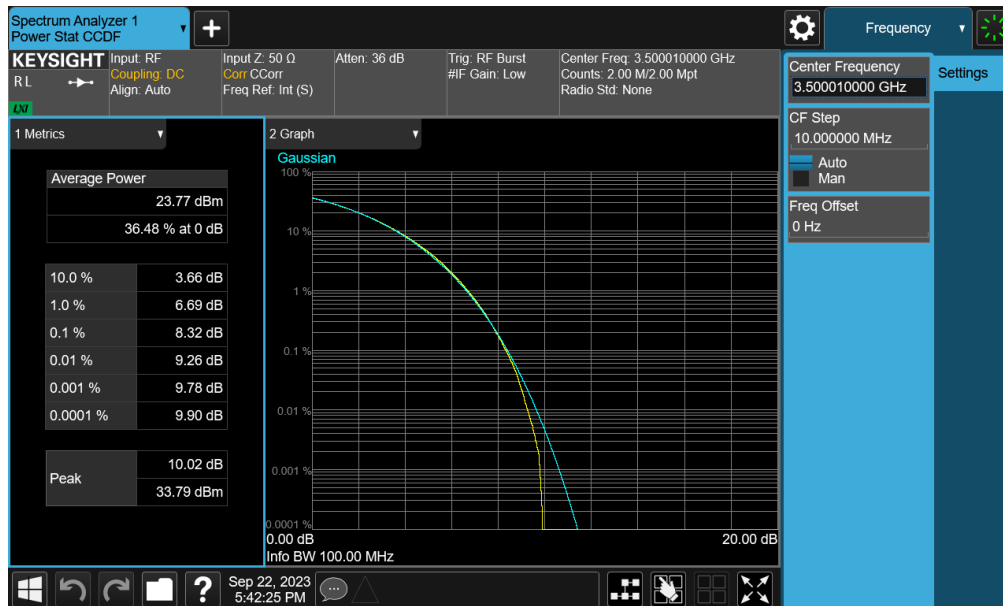 Spectrum Analyzer 1
Power Stat CCDF
Frequency
KEYSIGHT
RL
LXI
Input: RF
Coupling: DC
Align: Auto
Input Z: 50 Ω
Corr CCorr
Freq Ref: Int (S)
Atten: 36 dB
Trig: RF Burst
#IF Gain: Low
Center Freq: 3.500010000 GHz
Counts: 2.00 M/2.00 Mpt
Radio Std: None
Center Frequency
3.500010000 GHz
Settings
CF Step
10.000000 MHz
Auto
Man
Freq Offset
0 Hz
1 Metrics
Average Power
23.77 dBm
36.48 % at 0 dB
10.0 % 3.66 dB
1.0 % 6.69 dB
0.1 % 8.32 dB
0.01 % 9.26 dB
0.001 % 9.78 dB
0.0001 % 9.90 dB
Peak
10.02 dB
33.79 dBm
2 Graph
Gaussian
100 %
10 %
1 %
0.1 %
0.01 %
0.001 %
0.0001 %
0.00 dB 20.00 dB
Info BW 100.00 MHz
Sep 22, 2023
5:42:25 PM